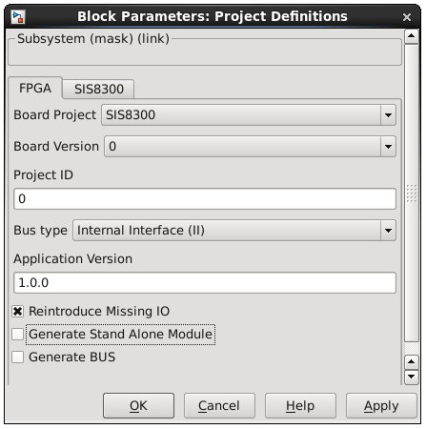 Block Parameters: Project Definitions
Subsystem (mask) (link)
FPGA SIS8300
Board Project SIS8300
Board Version 0
Project ID
0
Bus type Internal Interface (II)
Application Version
1.0.0
Reintroduce Missing IO
Generate Stand Alone Module
Generate BUS
OK Cancel Help Apply